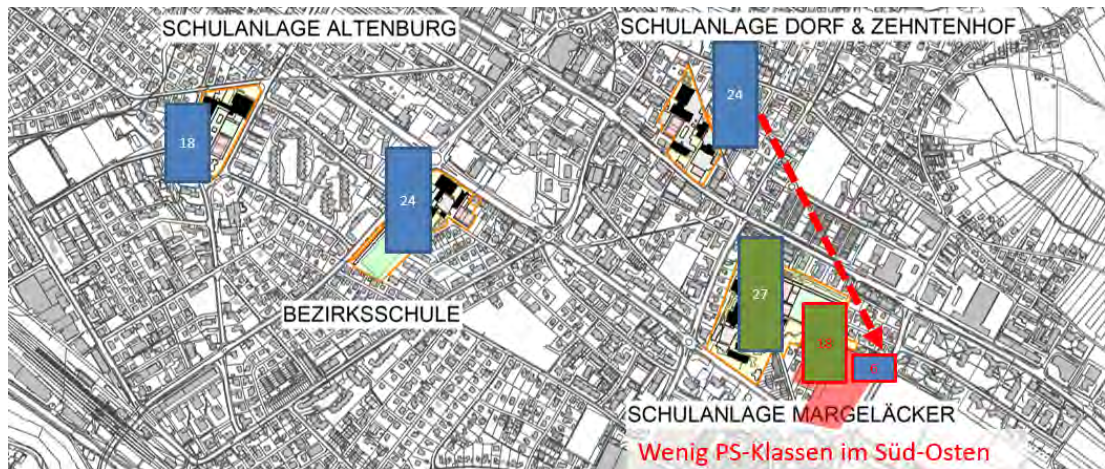 SCHULANLAGE ALTENBURG
SCHULANLAGE DORF & ZEHNTENHOF
24
18
24
BEZIRKSSCHULE
27
18
6
SCHULANLAGE MARGELÄCKER
Wenig PS-Klassen im Süd-Osten